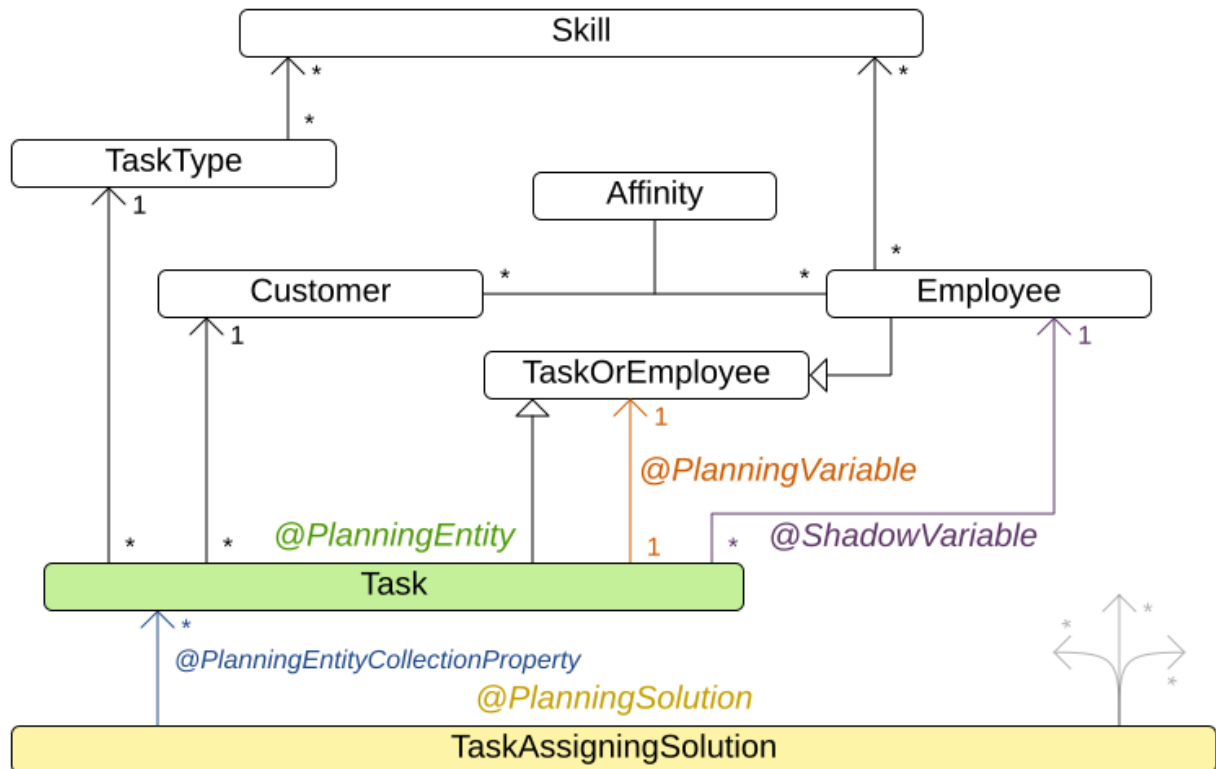 Skill
* *
*
TaskType
1
Affinity
*
* *
Customer Employee
1 1
TaskOrEmployee
1
@PlanningVariable
@PlanningEntity
* * 1 * @ShadowVariable
Task
*
@PlanningEntityCollectionProperty
* * *
@PlanningSolution
TaskAssigningSolution